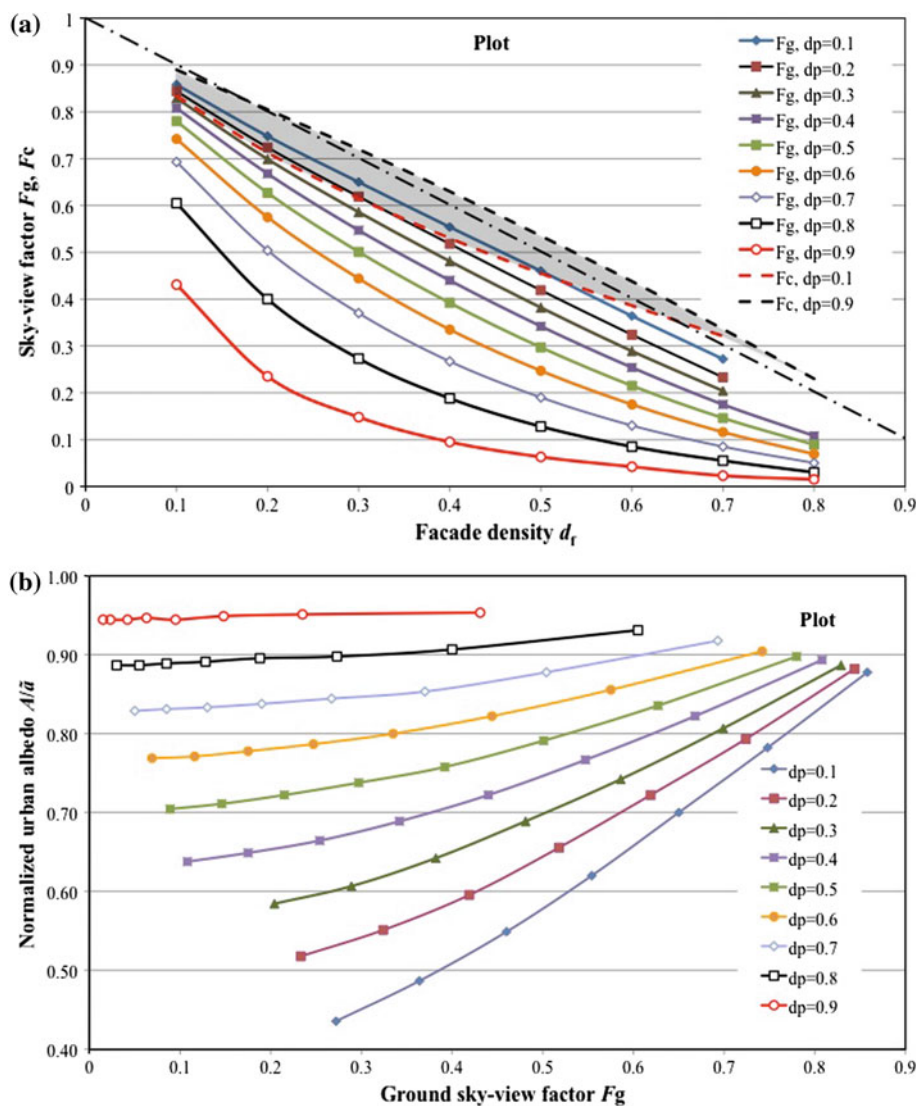 (a)
Plot
Sky-view factor Fg, Fc
1
0.9
0.8
0.7
0.6
0.5
0.4
0.3
0.2
0.1
0
0 0.1 0.2 0.3 0.4 0.5 0.6 0.7 0.8 0.9
Facade density df
Fg, dp=0.1
Fg, dp=0.2
Fg, dp=0.3
Fg, dp=0.4
Fg, dp=0.5
Fg, dp=0.6
Fg, dp=0.7
Fg, dp=0.8
Fg, dp=0.9
Fc, dp=0.1
Fc, dp=0.9
(b)
Plot
Normalized urban albedo A/ã
1.00
0.90
0.80
0.70
0.60
0.50
0.40
0 0.1 0.2 0.3 0.4 0.5 0.6 0.7 0.8 0.9
Ground sky-view factor Fg
dp=0.1
dp=0.2
dp=0.3
dp=0.4
dp=0.5
dp=0.6
dp=0.7
dp=0.8
dp=0.9